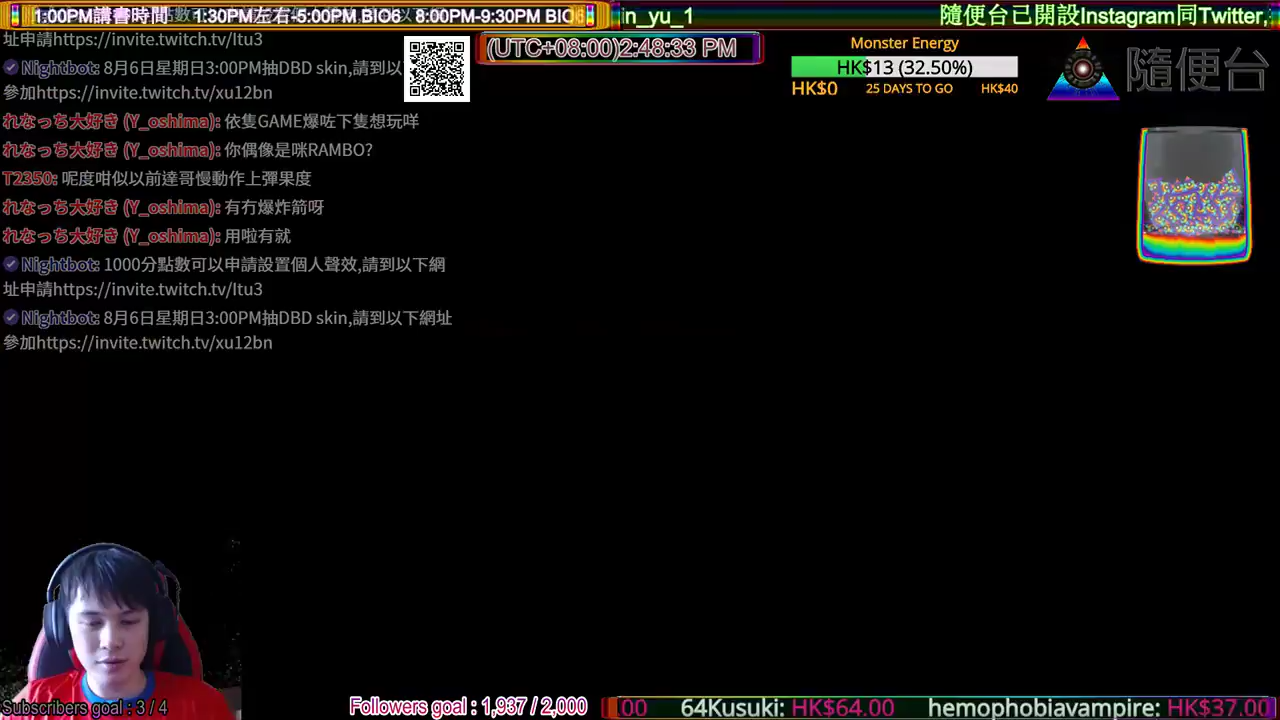 1:00PM講書時間 1:30PM左右-5:00PM BIO6 8:00PM-9:30PM BIO6
in_yu_1
隨便台已開設Instagram同Twitter,
址申請https://invite.twitch.tv/Itu3
(UTC+08:00)2:48:33 PM
Monster Energy
HK$13 (32.50%)
HK$0 25 DAYS TO GO HK$40
隨便台
Nightbot: 8月6日星期日3:00PM抽DBD skin,請到以
參加https://invite.twitch.tv/xu12bn
れなっち大好き (Y_oshima): 依隻GAME爆咗下隻想玩咩
れなっち大好き (Y_oshima): 你偶像是咪RAMBO?
T2350: 呢度咁似以前達哥慢動作上彈果度
れなっち大好き (Y_oshima): 有冇爆炸箭呀
れなっち大好き (Y_oshima): 用啦有就
Nightbot: 1000分點數可以申請設置個人聲效,請到以下網
址申請https://invite.twitch.tv/Itu3
Nightbot: 8月6日星期日3:00PM抽DBD skin,請到以下網址
參加https://invite.twitch.tv/xu12bn
Subscribers goal : 3 / 4
Followers goal : 1,937 / 2,000
00 64Kusuki: HK$64.00 hemophobiavampire: HK$37.00